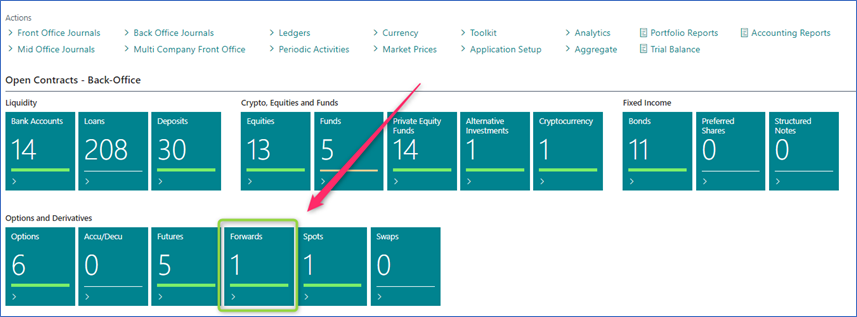 Actions
Front Office Journals Back Office Journals Ledgers Currency Toolkit Analytics Portfolio Reports Accounting Reports
Mid Office Journals Multi Company Front Office Periodic Activities Market Prices Application Setup Aggregate Trial Balance
Open Contracts - Back-Office
Liquidity
Bank Accounts
14
Loans
208
Deposits
30
Crypto, Equities and Funds
Equities
13
Funds
5
Private Equity
Funds
14
Alternative
Investments
1
Cryptocurrency
1
Fixed Income
Bonds
11
Preferred
Shares
0
Structured
Notes
0
Options and Derivatives
Options
6
Accu/Decu
0
Futures
5
Forwards
1
Spots
1
Swaps
0